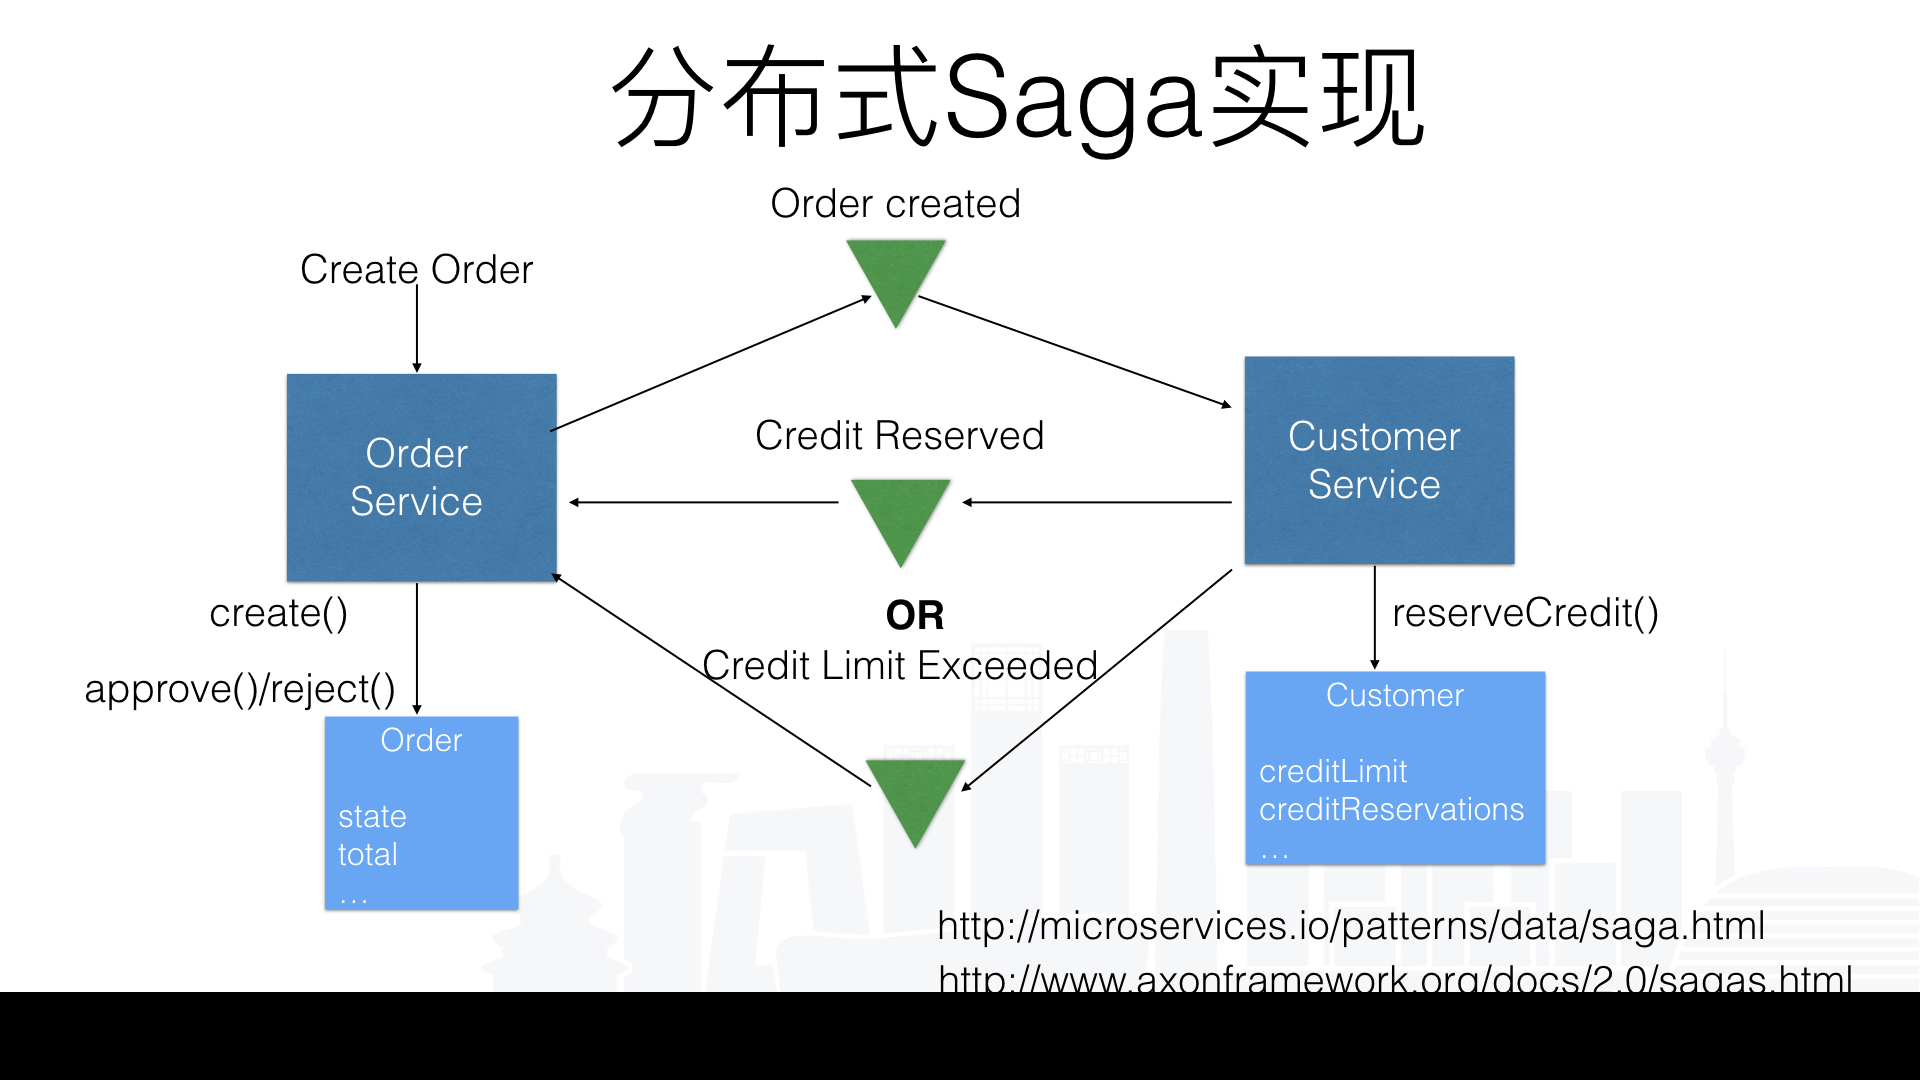 分布式Saga实现
Order created
Create Order
Order
Service
Credit Reserved
Customer
Service
create()
approve()/reject()
OR
Credit Limit Exceeded
reserveCredit()
Order
state
total
...
Customer
creditLimit
creditReservations
...
http://microservices.io/patterns/data/saga.html
http://www.axonframework.org/docs/2.0/sagas.html